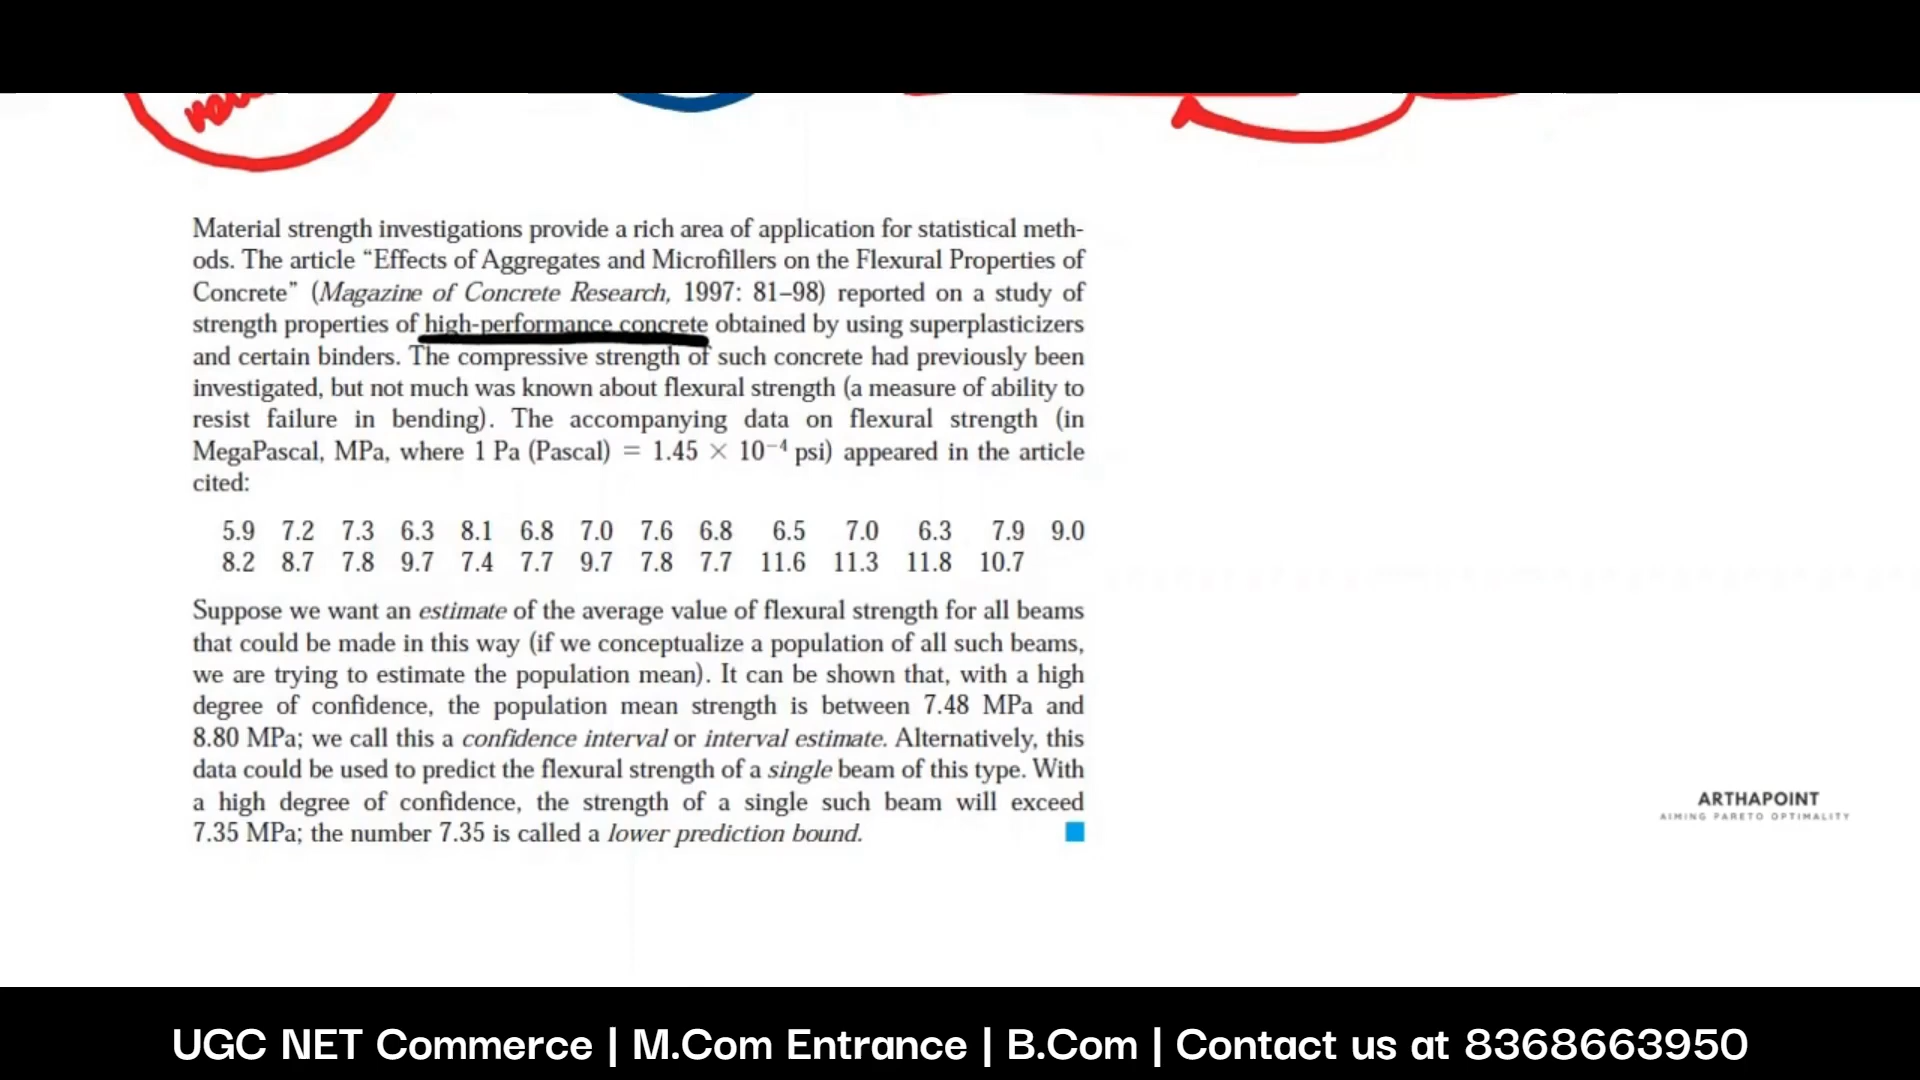 Material strength investigations provide a rich area of application for statistical meth-
ods. The article “Effects of Aggregates and Microfillers on the Flexural Properties of
Concrete” (Magazine of Concrete Research, 1997: 81–98) reported on a study of
strength properties of high-performance concrete obtained by using superplasticizers
and certain binders. The compressive strength of such concrete had previously been
investigated, but not much was known about flexural strength (a measure of ability to
resist failure in bending). The accompanying data on flexural strength (in
MegaPascal, MPa, where 1 Pa (Pascal) = 1.45 × 10⁻⁴ psi) appeared in the article
cited:
5.9 7.2 7.3 6.3 8.1 6.8 7.0 7.6 6.8 6.5 7.0 6.3 7.9 9.0
8.2 8.7 7.8 9.7 7.4 7.7 9.7 7.8 7.7 11.6 11.3 11.8 10.7
Suppose we want an estimate of the average value of flexural strength for all beams
that could be made in this way (if we conceptualize a population of all such beams,
we are trying to estimate the population mean). It can be shown that, with a high
degree of confidence, the population mean strength is between 7.48 MPa and
8.80 MPa; we call this a confidence interval or interval estimate. Alternatively, this
data could be used to predict the flexural strength of a single beam of this type. With
a high degree of confidence, the strength of a single such beam will exceed
7.35 MPa; the number 7.35 is called a lower prediction bound.
ARTHAPOINT
AIMING PARETO OPTIMALITY
UGC NET Commerce | M.Com Entrance | B.Com | Contact us at 8368663950